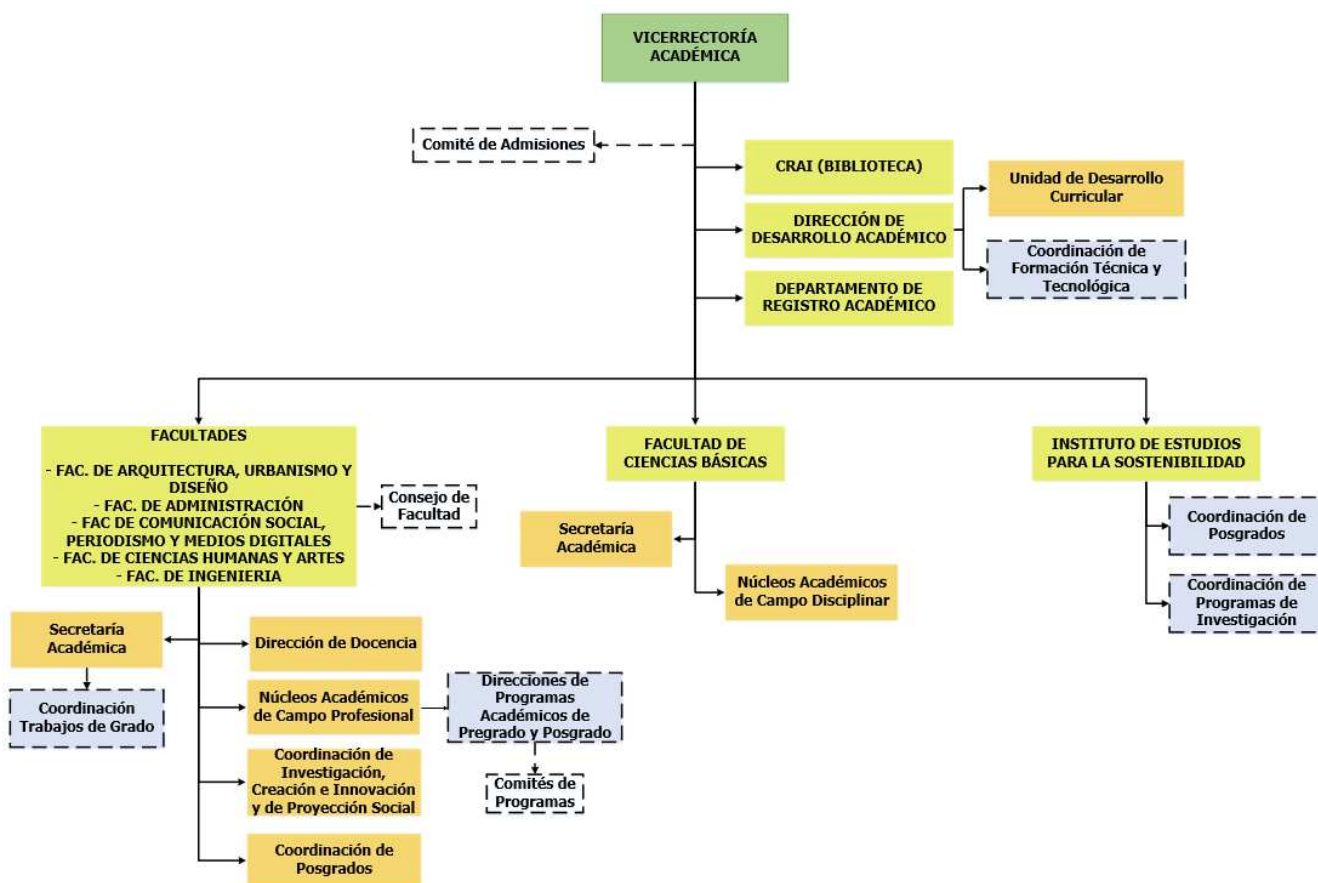 VICERRECTORÍA
ACADÉMICA
Comité de Admisiones
CRAI (BIBLIOTECA)
Unidad de Desarrollo
Curricular
DIRECCIÓN DE
DESARROLLO ACADÉMICO
Coordinación de
Formación Técnica y
Tecnológica
DEPARTAMENTO DE
REGISTRO ACADÉMICO
FACULTADES
- FAC. DE ARQUITECTURA, URBANISMO Y
DISEÑO
- FAC. DE ADMINISTRACIÓN
- FAC DE COMUNICACIÓN SOCIAL,
PERIODISMO Y MEDIOS DIGITALES
- FAC. DE CIENCIAS HUMANAS Y ARTES
- FAC. DE INGENIERIA
Consejo de
Facultad
Secretaría
Académica
Coordinación
Trabajos de Grado
Dirección de Docencia
Núcleos Académicos
de Campo Profesional
Direcciones de
Programas
Académicos de
Pregrado y Posgrado
Comités de
Programas
Coordinación de
Investigación,
Creación e Innovación
y de Proyección Social
Coordinación de
Posgrados
FACULTAD DE
CIENCIAS BÁSICAS
Secretaría
Académica
Núcleos Académicos
de Campo Disciplinar
INSTITUTO DE ESTUDIOS
PARA LA SOSTENIBILIDAD
Coordinación de
Posgrados
Coordinación de
Programas de
Investigación